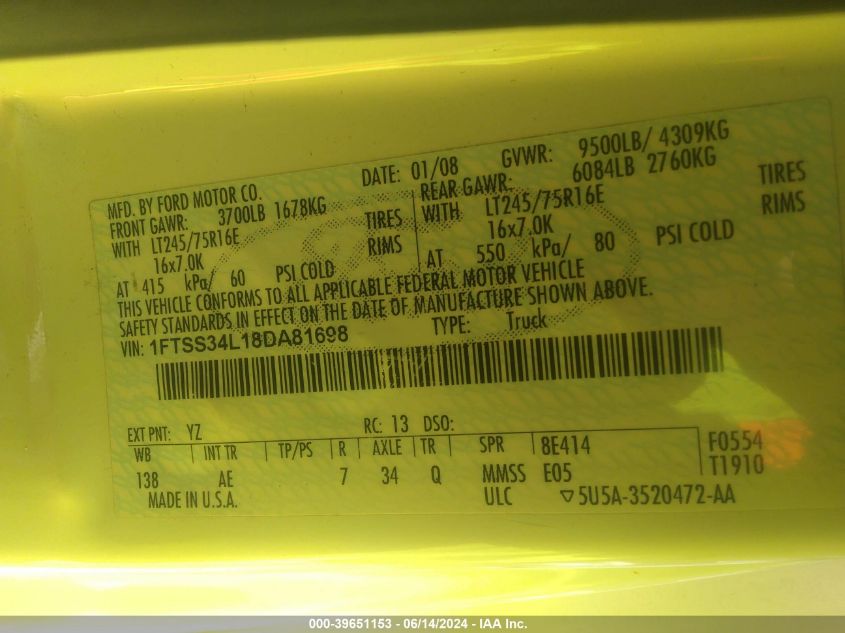 MFD. BY FORD MOTOR CO.
DATE: 01/08 GVWR: 9500LB/ 4309KG
FRONT GAWR: 3700LB 1678KG
REAR GAWR: 6084LB 2760KG
WITH LT245/75R16E TIRES
WITH LT245/75R16E TIRES
16x7.0K RIMS
16x7.0K RIMS
AT 415 kPa/ 60 PSI COLD
AT 550 kPa/ 80 PSI COLD
THIS VEHICLE CONFORMS TO ALL APPLICABLE FEDERAL MOTOR VEHICLE
SAFETY STANDARDS IN EFFECT ON THE DATE OF MANUFACTURE SHOWN ABOVE.
VIN: 1FTSS34L18DA81698 TYPE: Truck
EXT PNT: YZ RC: 13 DSO:
WB INT TR TP/PS R AXLE TR SPR 8E414 F0554
138 AE 7 34 Q MMSS E05 T1910
MADE IN U.S.A. ULC ▽5U5A-3520472-AA
000-39651153 - 06/14/2024 - IAA Inc.